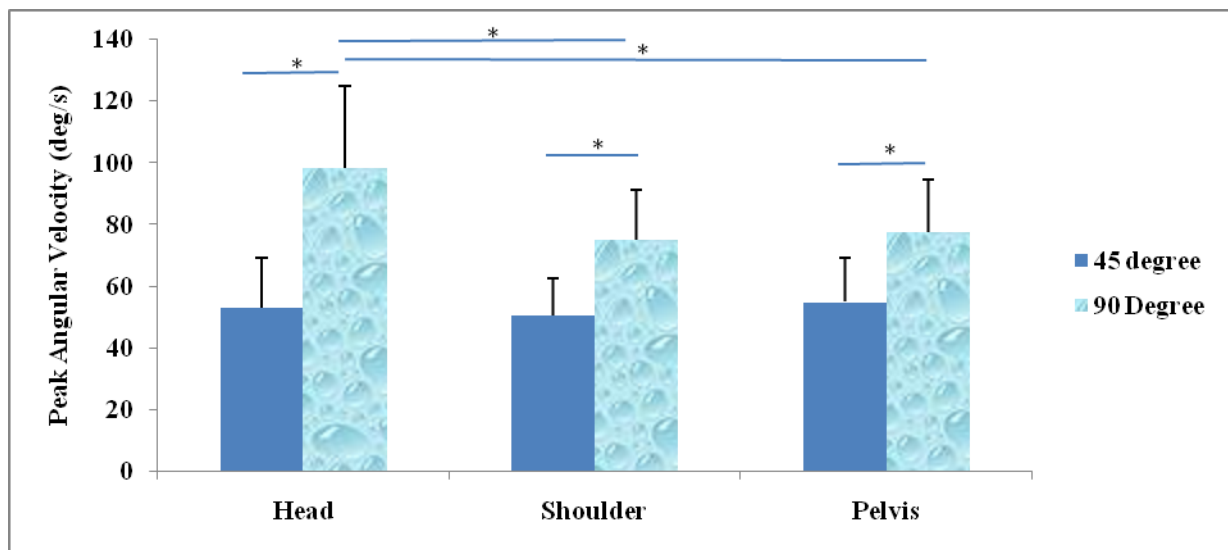 Peak Angular Velocity (deg/s)
140
120
100
80
60
40
20
0
*
*
*
*
*
Head
Shoulder
Pelvis
45 degree
90 Degree